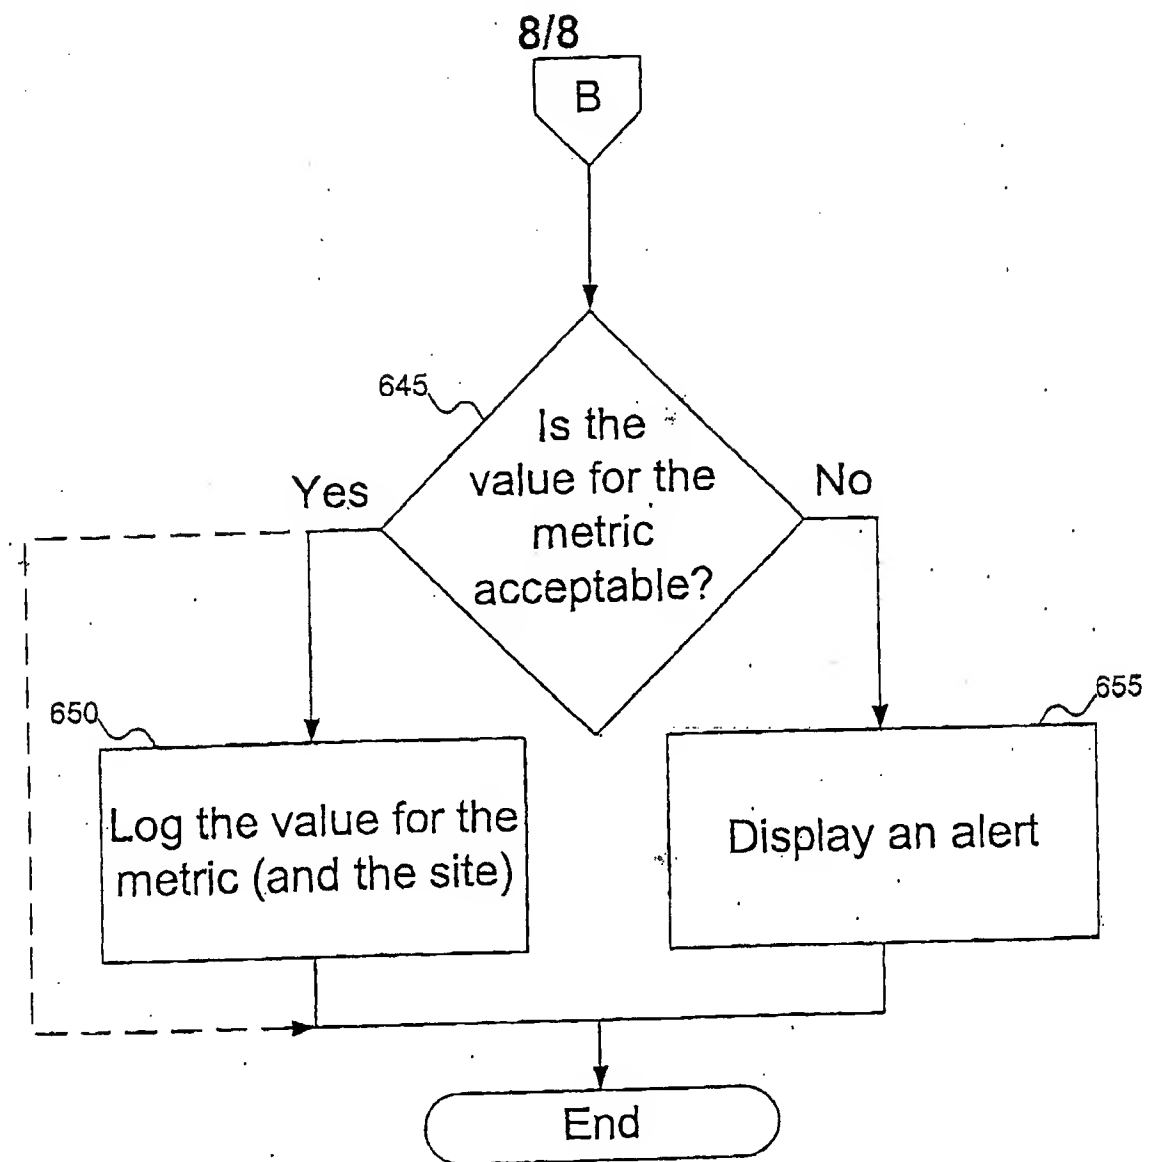 8/8
B
645
Is the
value for the
metric
acceptable?
Yes
No
650
655
Log the value for the
metric (and the site)
Display an alert
End